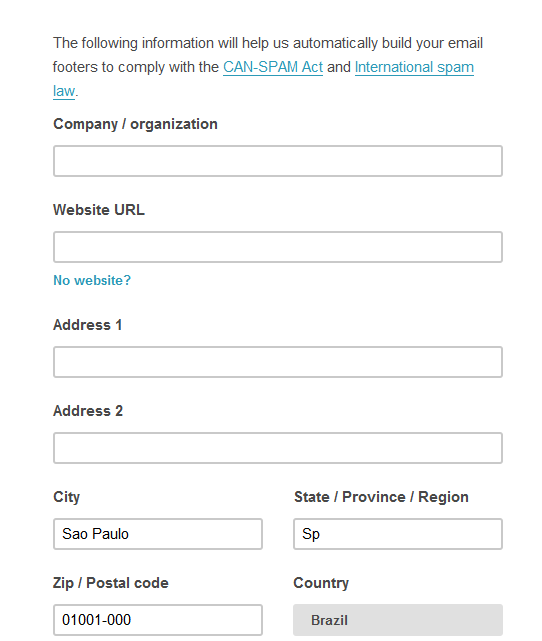 The following information will help us automatically build your email
footers to comply with the CAN-SPAM Act and International spam
law.
Company / organization
Website URL
No website?
Address 1
Address 2
City
State / Province / Region
Sao Paulo
Sp
Zip / Postal code
Country
01001-000
Brazil